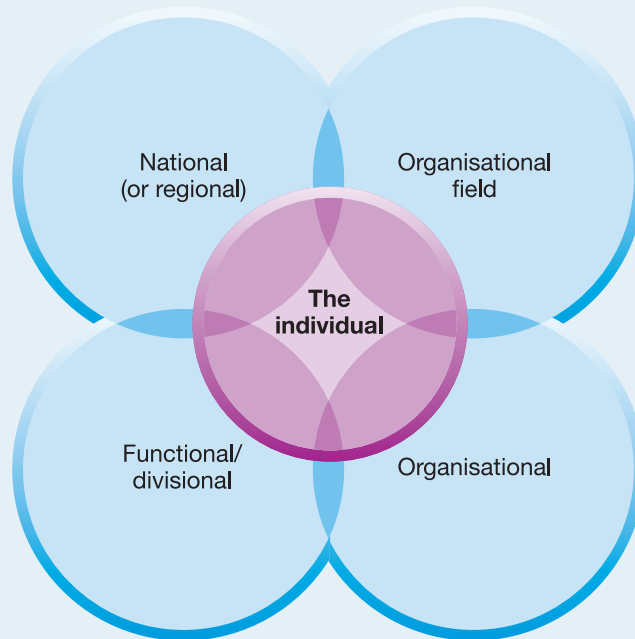 National
(or regional)
Organisational
field
The
individual
Functional/
divisional
Organisational